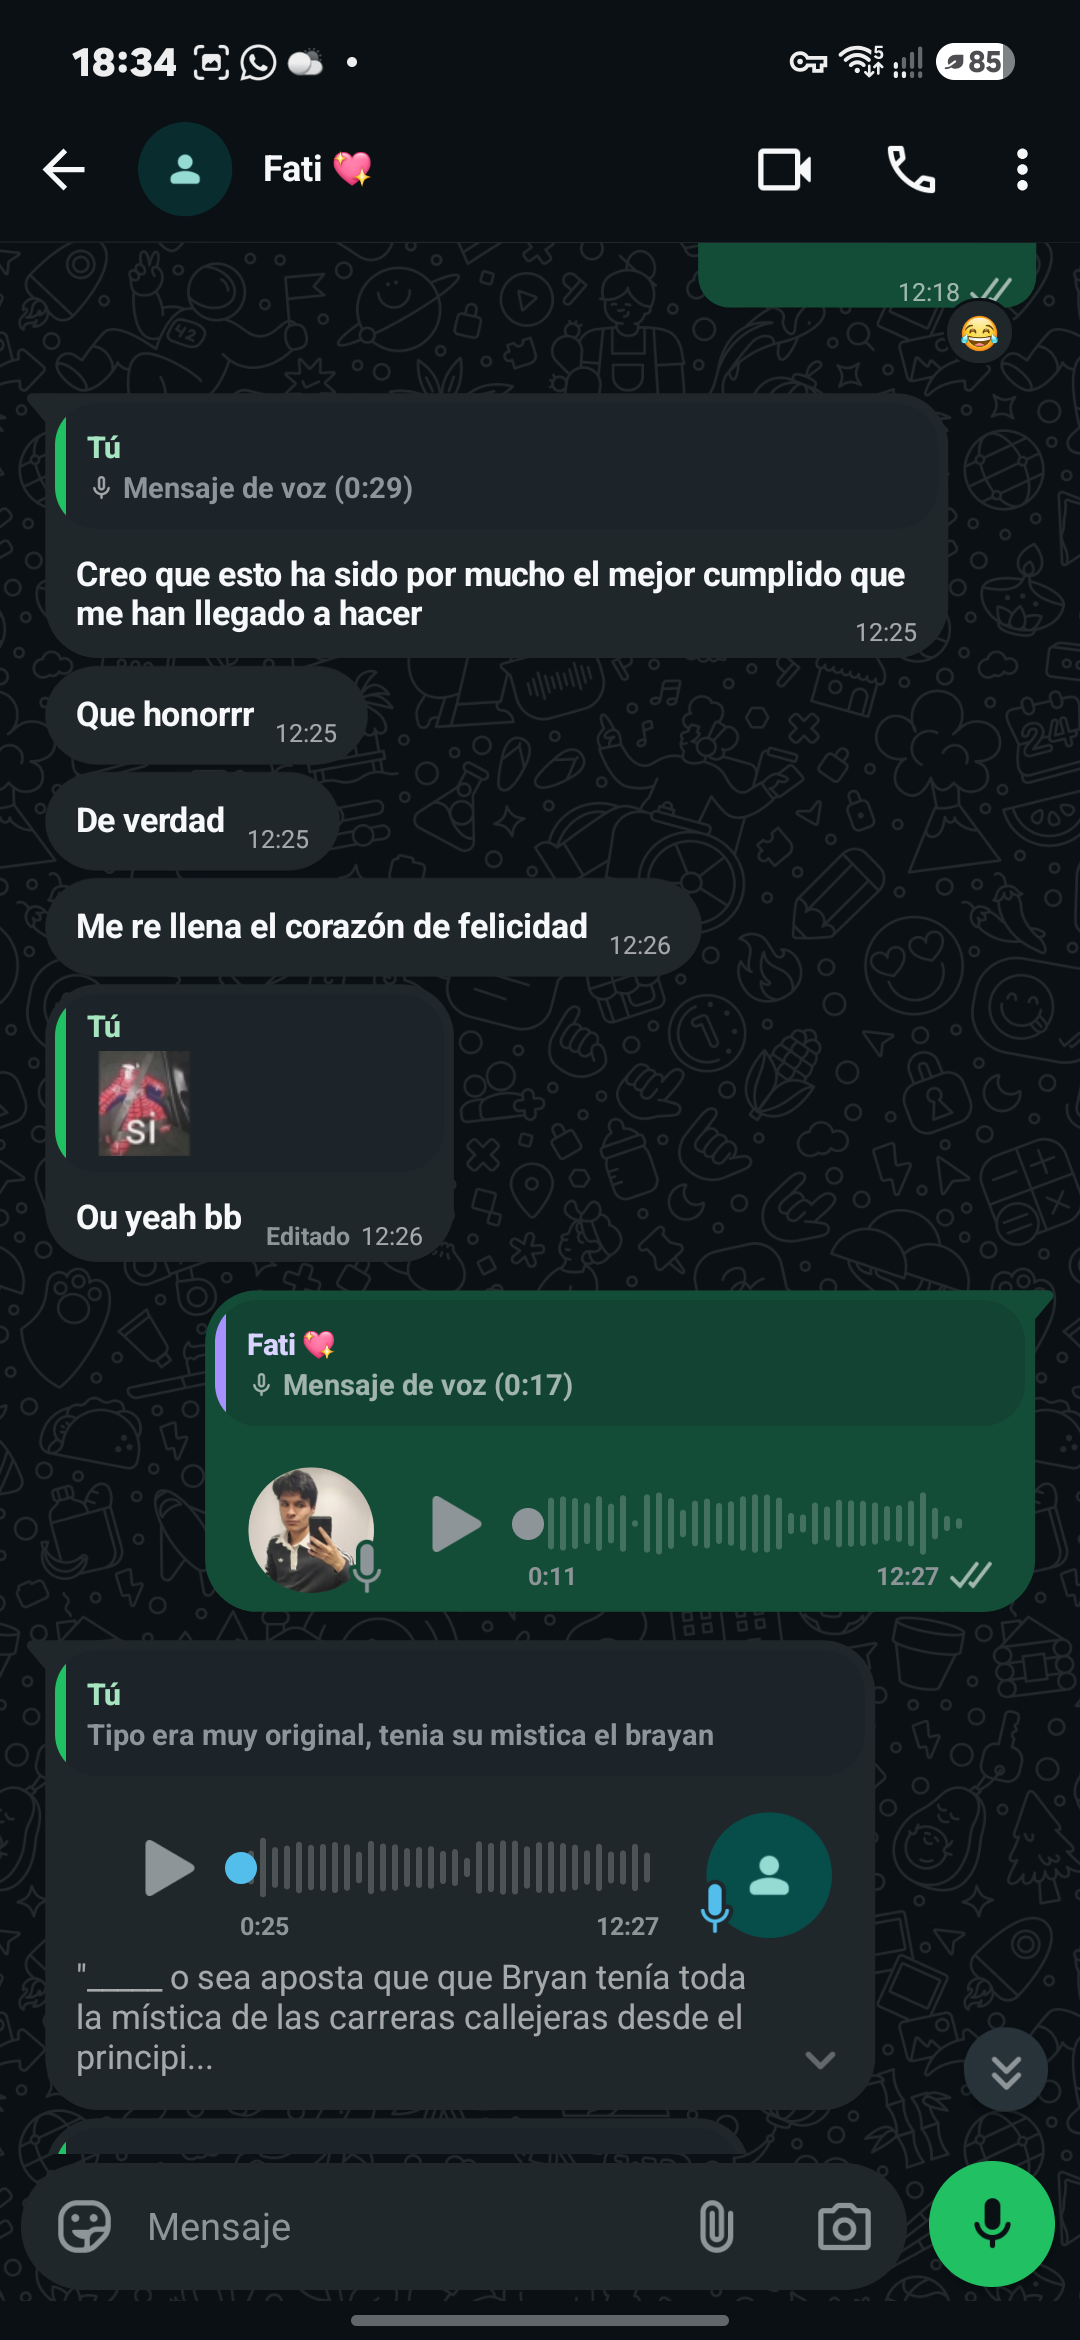 18:34
5
85
Fati 💖
12:18
😂
Tú
Mensaje de voz (0:29)
Creo que esto ha sido por mucho el mejor cumplido que
me han llegado a hacer
12:25
Que honorrr 12:25
De verdad 12:25
Me re llena el corazón de felicidad 12:26
Tú
SI
Ou yeah bb Editado 12:26
Fati 💖
Mensaje de voz (0:17)
0:11 12:27
Tú
Tipo era muy original, tenia su mistica el brayan
0:25 12:27
"_____ o sea aposta que que Bryan tenía toda
la mística de las carreras callejeras desde el
principi...
Mensaje